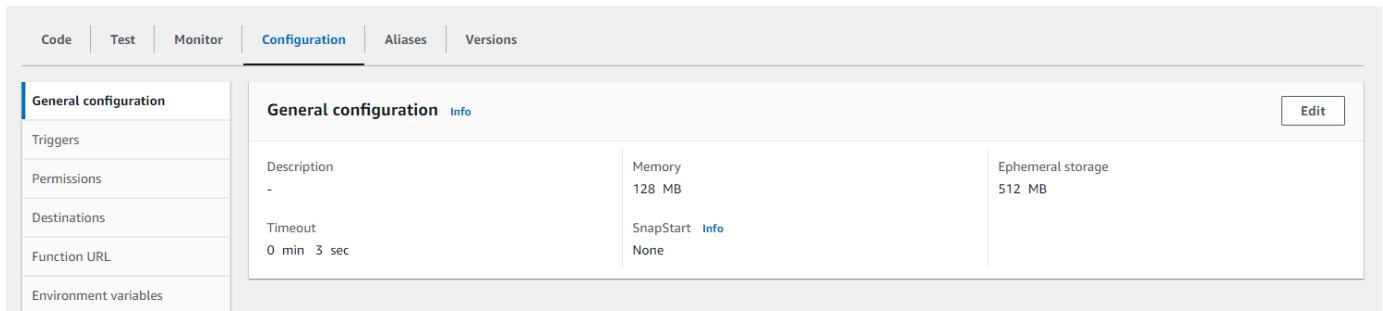 Code Test Monitor Configuration Aliases Versions
General configuration
Triggers
Permissions
Destinations
Function URL
Environment variables
General configuration Info Edit
Description Memory Ephemeral storage
- 128 MB 512 MB
Timeout SnapStart Info
0 min 3 sec None